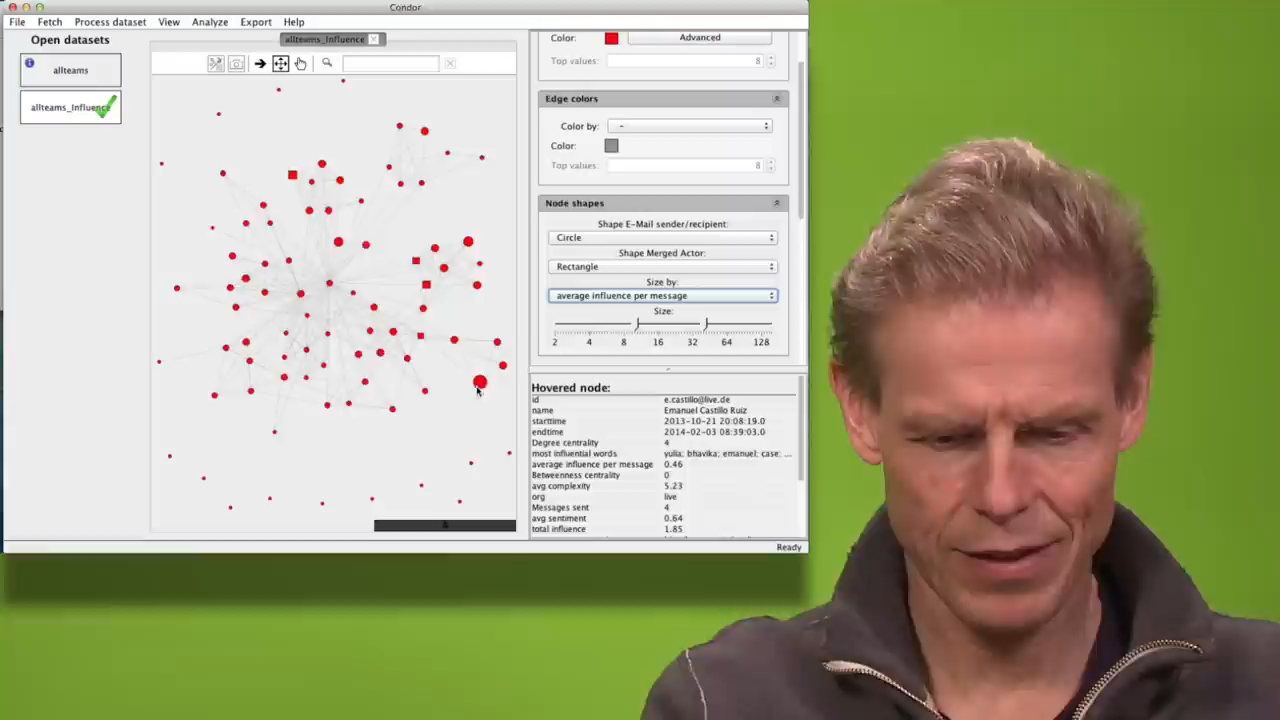 Condor
File Fetch Process dataset View Analyze Export Help
Open datasets
allteams
allteams_Influence
allteams_Influence
Color: Advanced
Top values: 8
Edge colors
Color by: -
Color:
Top values: 8
Node shapes
Shape E-Mail sender/recipient:
Circle
Shape Merged Actor:
Rectangle
Size by:
average influence per message
Size:
2 4 8 16 32 64 128
Hovered node:
id e.castillo@live.de
name Emanuel Castillo Ruiz
starttime 2013-10-21 20:08:19.0
endtime 2014-02-03 08:39:03.0
Degree centrality 4
most influential words yulia; bhavika; emanuel; case; ...
average influence per message 0.46
Betweenness centrality 0
avg complexity 5.23
org live
Messages sent 4
avg sentiment 0.64
total influence 1.85
Ready